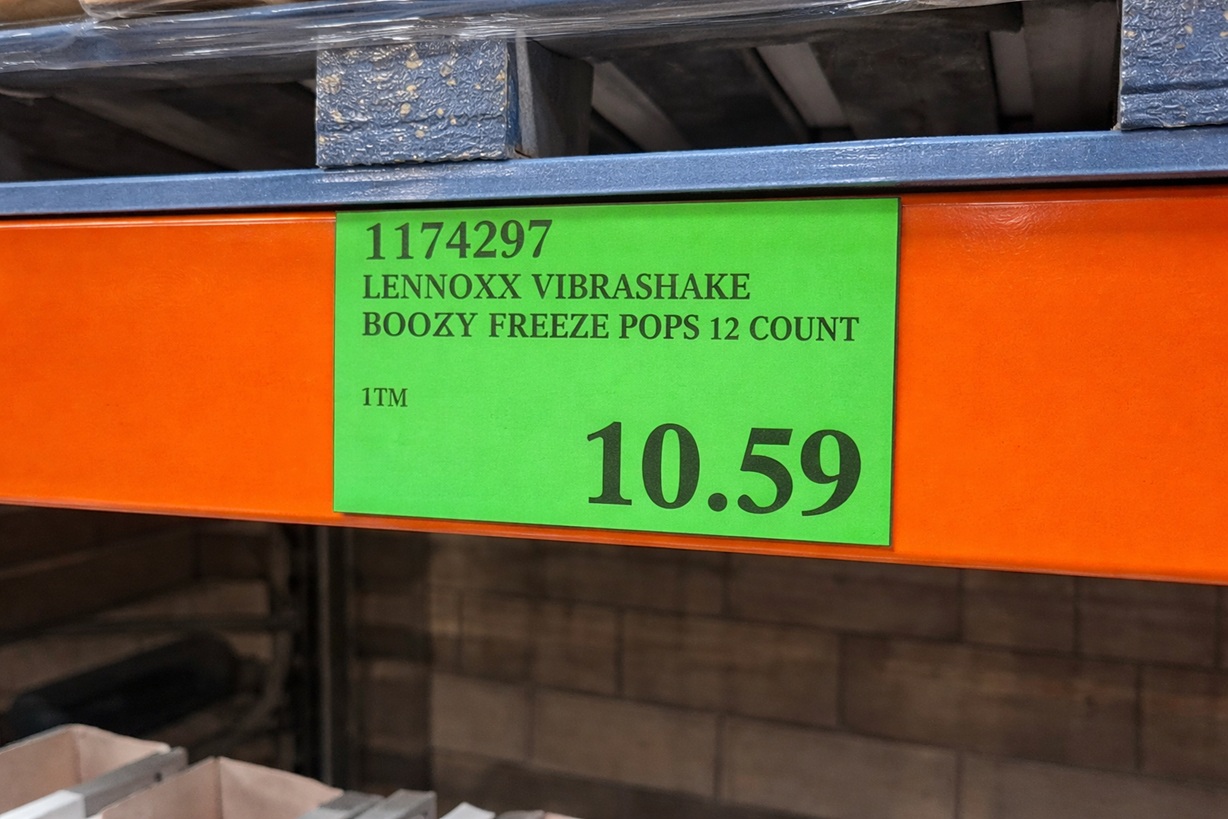 1174297
LENNOXX VIBRASHAKE
BOOZY FREEZE POPS 12 COUNT
1TM
10.59